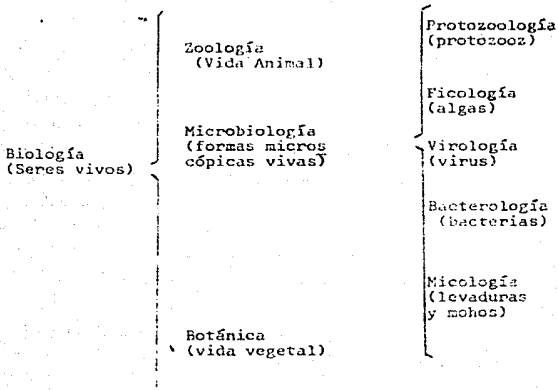 Biología
(Seres vivos)
Zoología
(Vida Animal)
Microbiología
(formas micros
cópicas vivas)
Botánica
(vida vegetal)
Protozoología
(protozooz)
Ficología
(algas)
Virología
(virus)
Bacterología
(bacterias)
Micología
(levaduras
y mohos)